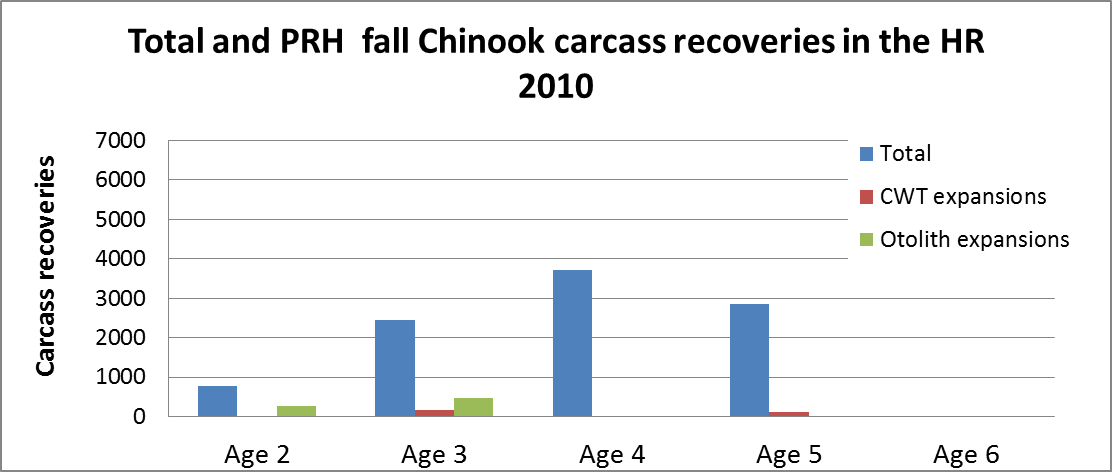 Total and PRH  fall Chinook carcass recoveries in the HR
2010
Carcass recoveries
7000
6000
5000
4000
3000
2000
1000
0
Total
CWT expansions
Otolith expansions
Age 2
Age 3
Age 4
Age 5
Age 6